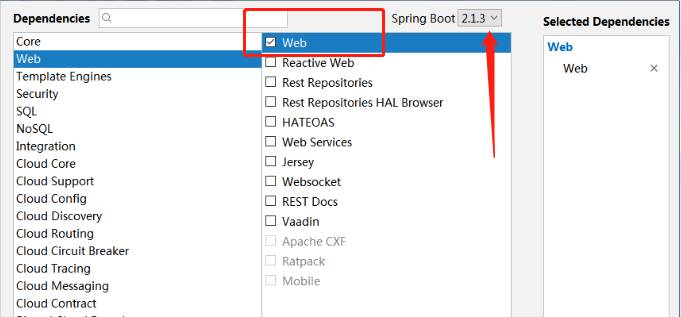 Dependencies
Spring Boot 2.1.3
Selected Dependencies
Core
Web
Template Engines
Security
SQL
NoSQL
Integration
Cloud Core
Cloud Support
Cloud Config
Cloud Discovery
Cloud Routing
Cloud Circuit Breaker
Cloud Tracing
Cloud Messaging
Cloud Contract
Web
Reactive Web
Rest Repositories
Rest Repositories HAL Browser
HATEOAS
Web Services
Jersey
Websocket
REST Docs
Vaadin
Apache CXF
Ratpack
Mobile
Web
Web